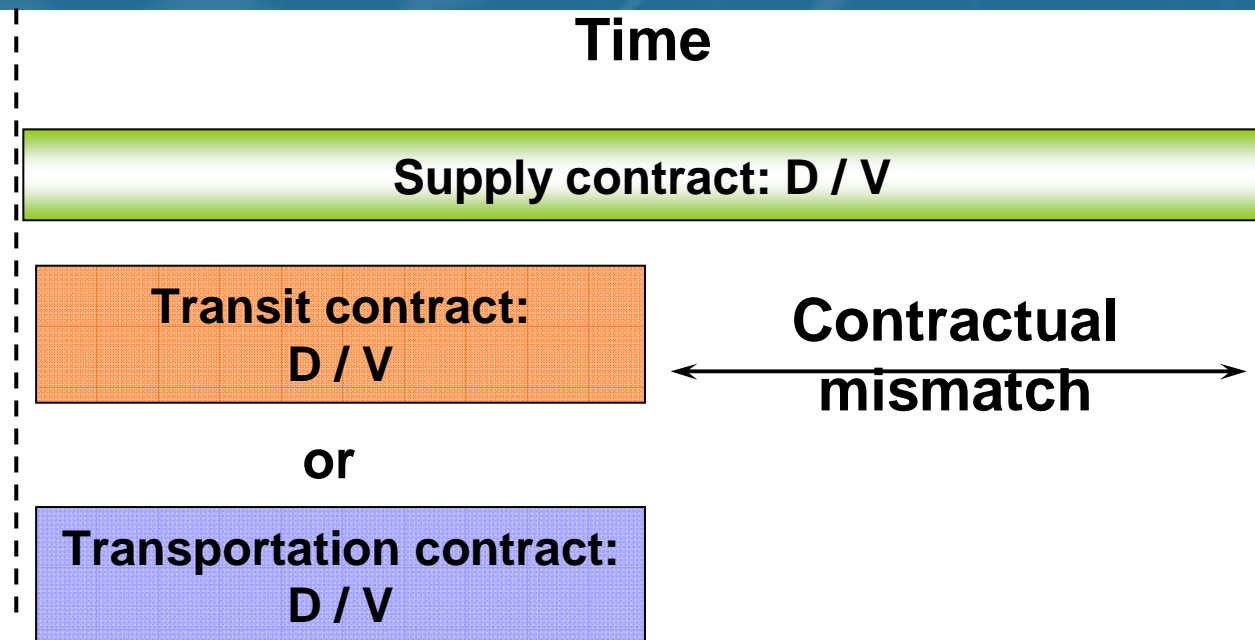 Time
Supply contract: D / V
Transit contract:
D / V
Contractual
mismatch
or
Transportation contract:
D / V